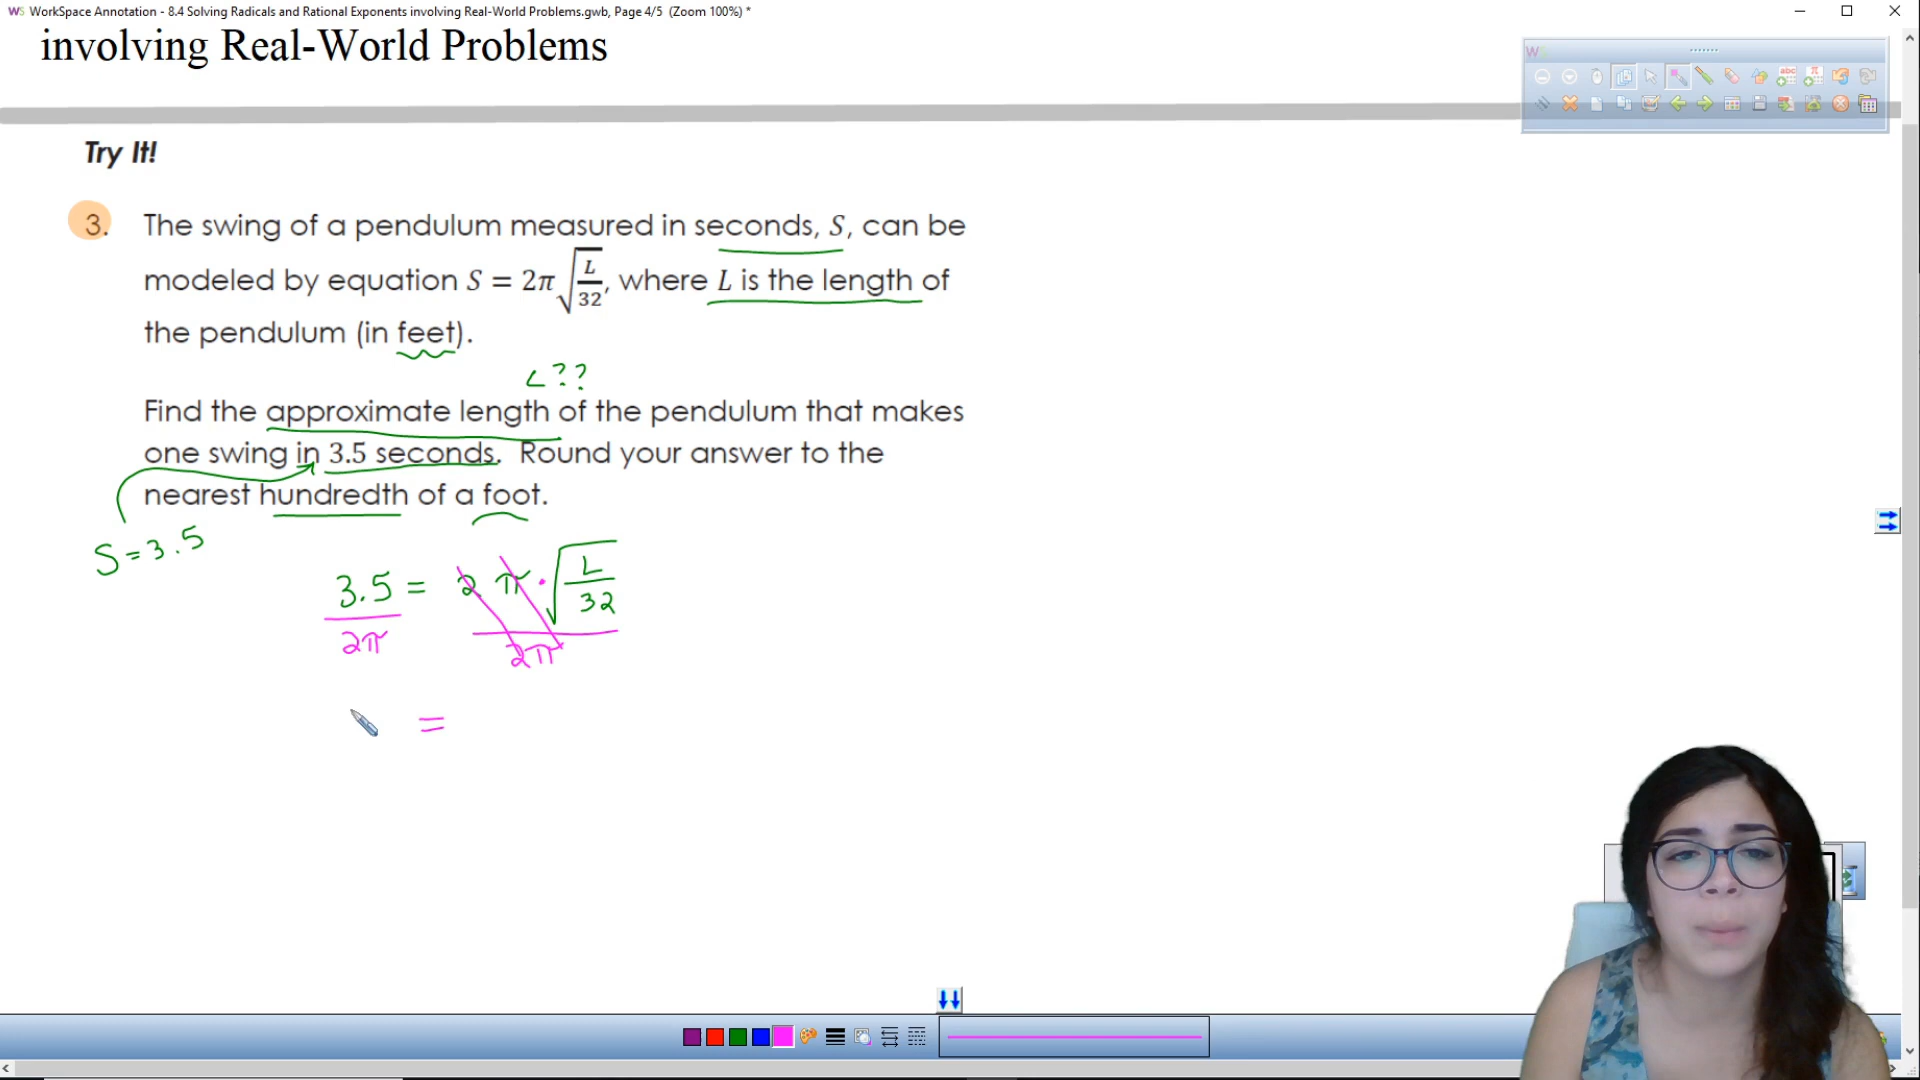 WS WorkSpace Annotation - 8.4 Solving Radicals and Rational Exponents involving Real-World Problems.gwb, Page 4/5 (Zoom 100%) *
involving Real-World Problems
Try It!
3. The swing of a pendulum measured in seconds, S, can be
modeled by equation S = 2π√(L/32), where L is the length of
the pendulum (in feet).
L??
Find the approximate length of the pendulum that makes
one swing in 3.5 seconds. Round your answer to the
nearest hundredth of a foot.
S = 3.5
3.5 = 2π · √(L/32)
2π 2π
=